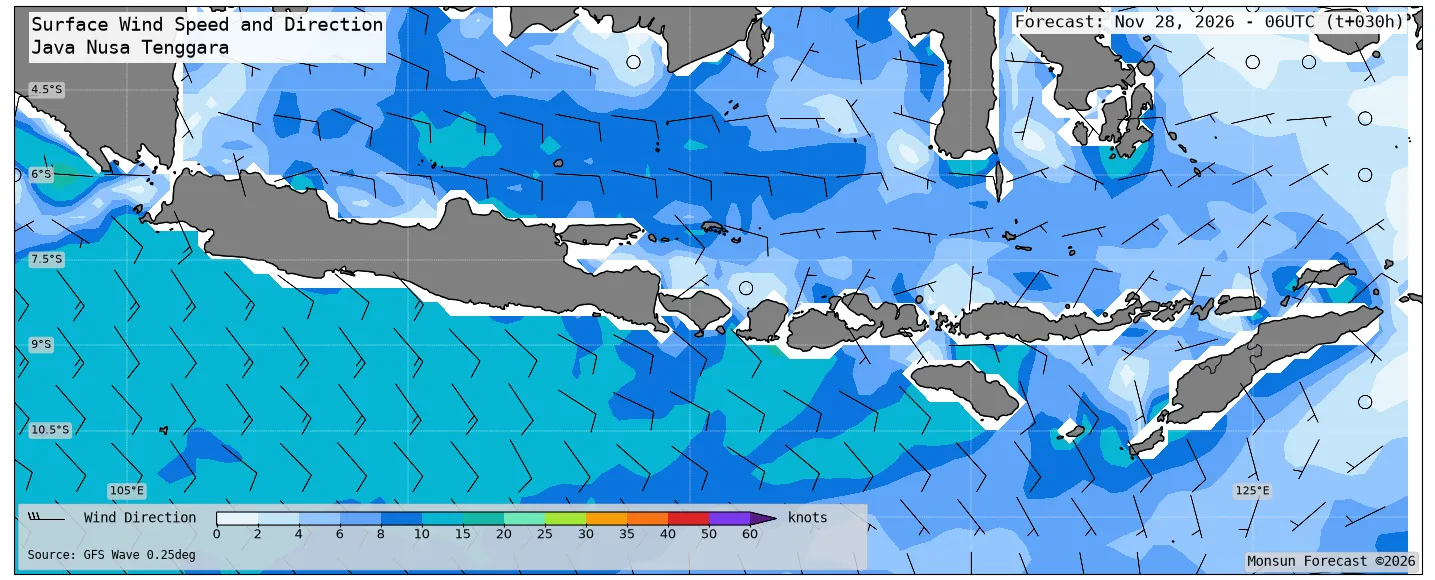 Surface Wind Speed and Direction
Java Nusa Tenggara
Forecast: Nov 28, 2026 - 06UTC (t+030h)
4.5°S
6°S
7.5°S
9°S
10.5°S
105°E
125°E
Wind Direction
0 2 4 6 8 10 15 20 25 30 35 40 50 60
knots
Source: GFS Wave 0.25deg
Monsun Forecast ©2026